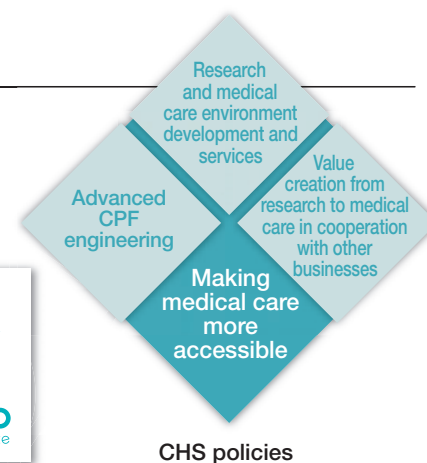 Research
and medical
care environment
development and
services
Advanced
CPF
engineering
Value
creation from
research to medical
care in cooperation
with other
businesses
Making
medical care
more
accessible
CHS policies